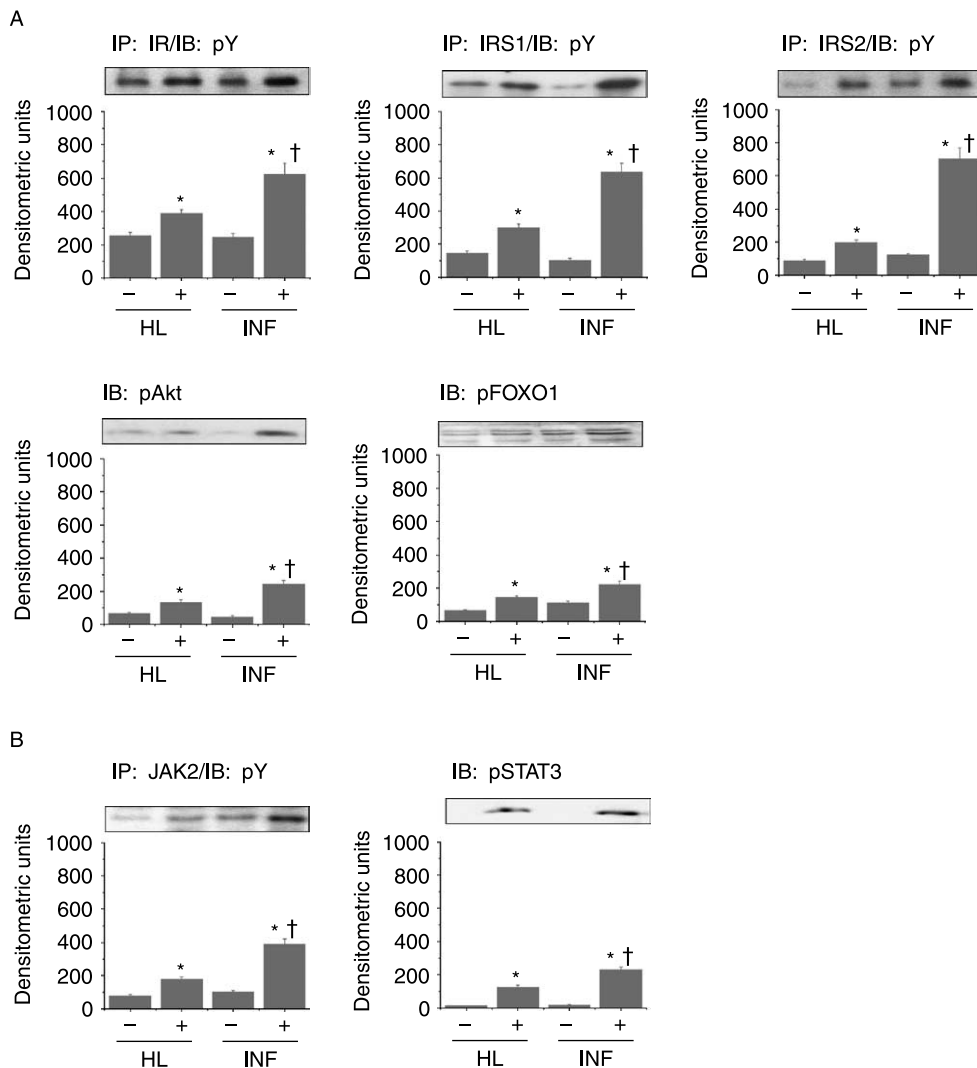 A
IP: IR/IB: pY
IP: IRS1/IB: pY
IP: IRS2/IB: pY
Densitometric units
1000
800
600
400
200
0
* * †
− + − +
HL INF
Densitometric units
1000
800
600
400
200
0
* * †
− + − +
HL INF
Densitometric units
1000
800
600
400
200
0
* * †
− + − +
HL INF
IB: pAkt
IB: pFOXO1
Densitometric units
1000
800
600
400
200
0
* * †
− + − +
HL INF
Densitometric units
1000
800
600
400
200
0
* * †
− + − +
HL INF
B
IP: JAK2/IB: pY
IB: pSTAT3
Densitometric units
1000
800
600
400
200
0
* * †
− + − +
HL INF
Densitometric units
1000
800
600
400
200
0
* * †
− + − +
HL INF